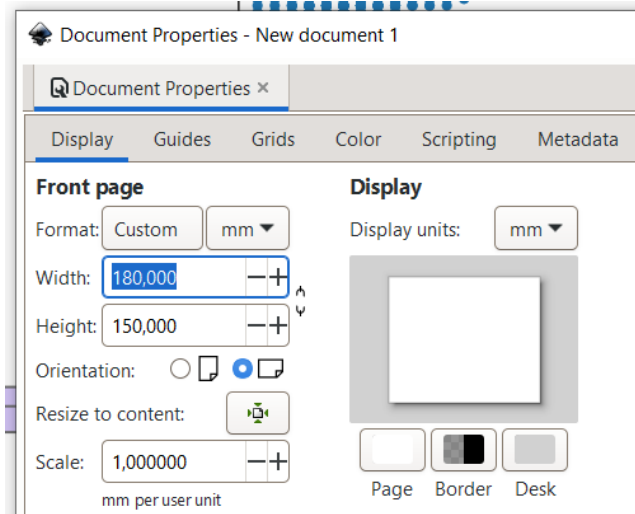 Document Properties - New document 1
Document Properties ×
Display Guides Grids Color Scripting Metadata
Front page
Format: Custom mm
Width: 180,000
Height: 150,000
Orientation:
Resize to content:
Scale: 1,000000
mm per user unit
Display
Display units: mm
Page Border Desk